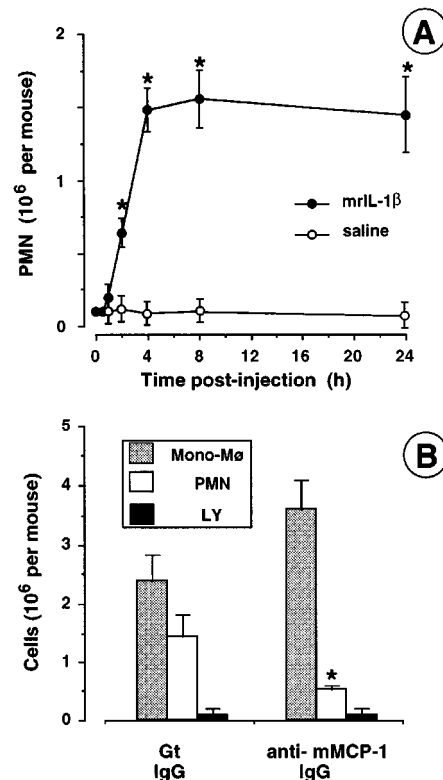 A
2
1
0
PMN (10⁶ per mouse)
*
*
*
*
mrIL-1β
saline
0 4 8 12 16 20 24
Time post-injection (h)
B
5
4
3
2
1
0
Cells (10⁶ per mouse)
Mono-Mø
PMN
LY
*
Gt
IgG
anti- mMCP-1
IgG